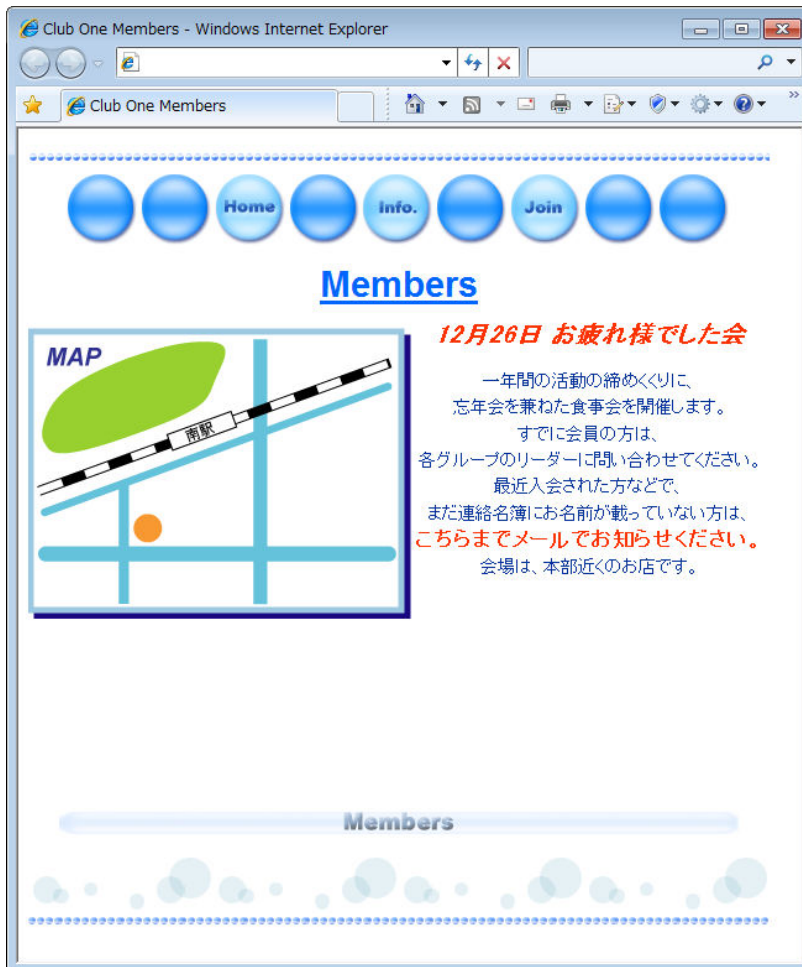 Club One Members - Windows Internet Explorer
Club One Members
Home
Info.
Join
Members
MAP
南駅
12月26日 お疲れ様でした会
一年間の活動の締めくくりに、
忘年会を兼ねた食事会を開催します。
すでに会員の方は、
各グループのリーダーに問い合わせてください。
最近入会された方などで、
まだ連絡名簿にお名前が載っていない方は、
こちらまでメールでお知らせください。
会場は、本部近くのお店です。
Members